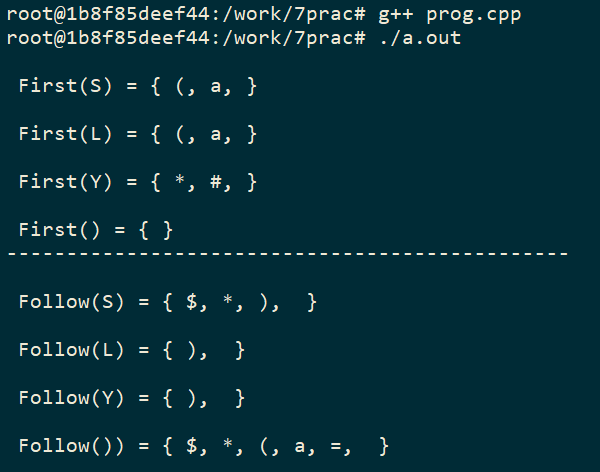 root@1b8f85deef44:/work/7prac# g++ prog.cpp
root@1b8f85deef44:/work/7prac# ./a.out
First(S) = { (, a, }
First(L) = { (, a, }
First(Y) = { *, #, }
First() = { }
-----------------------------------------------
Follow(S) = { $, *, ),  }
Follow(L) = { ),  }
Follow(Y) = { ),  }
Follow()) = { $, *, (, a, =,  }